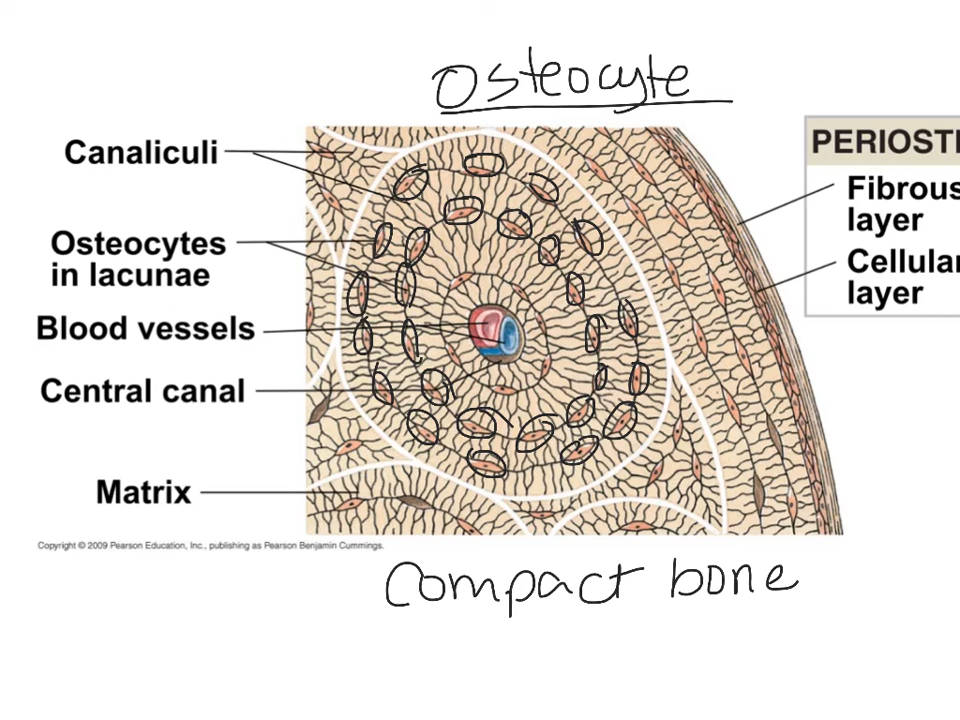 Osteocyte
Canaliculi
Osteocytes
in lacunae
Blood vessels
Central canal
Matrix
PERIOSTE
Fibrous
layer
Cellular
layer
Copyright © 2009 Pearson Education, Inc., publishing as Pearson Benjamin Cummings.
Compact bone